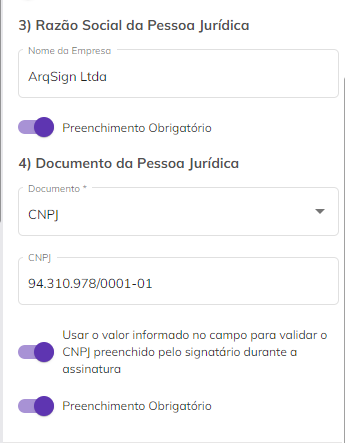 3) Razão Social da Pessoa Jurídica
Nome da Empresa
ArqSign Ltda
Preenchimento Obrigatório
4) Documento da Pessoa Jurídica
Documento *
CNPJ
CNPJ
94.310.978/0001-01
Usar o valor informado no campo para validar o
CNPJ preenchido pelo signatário durante a
assinatura
Preenchimento Obrigatório